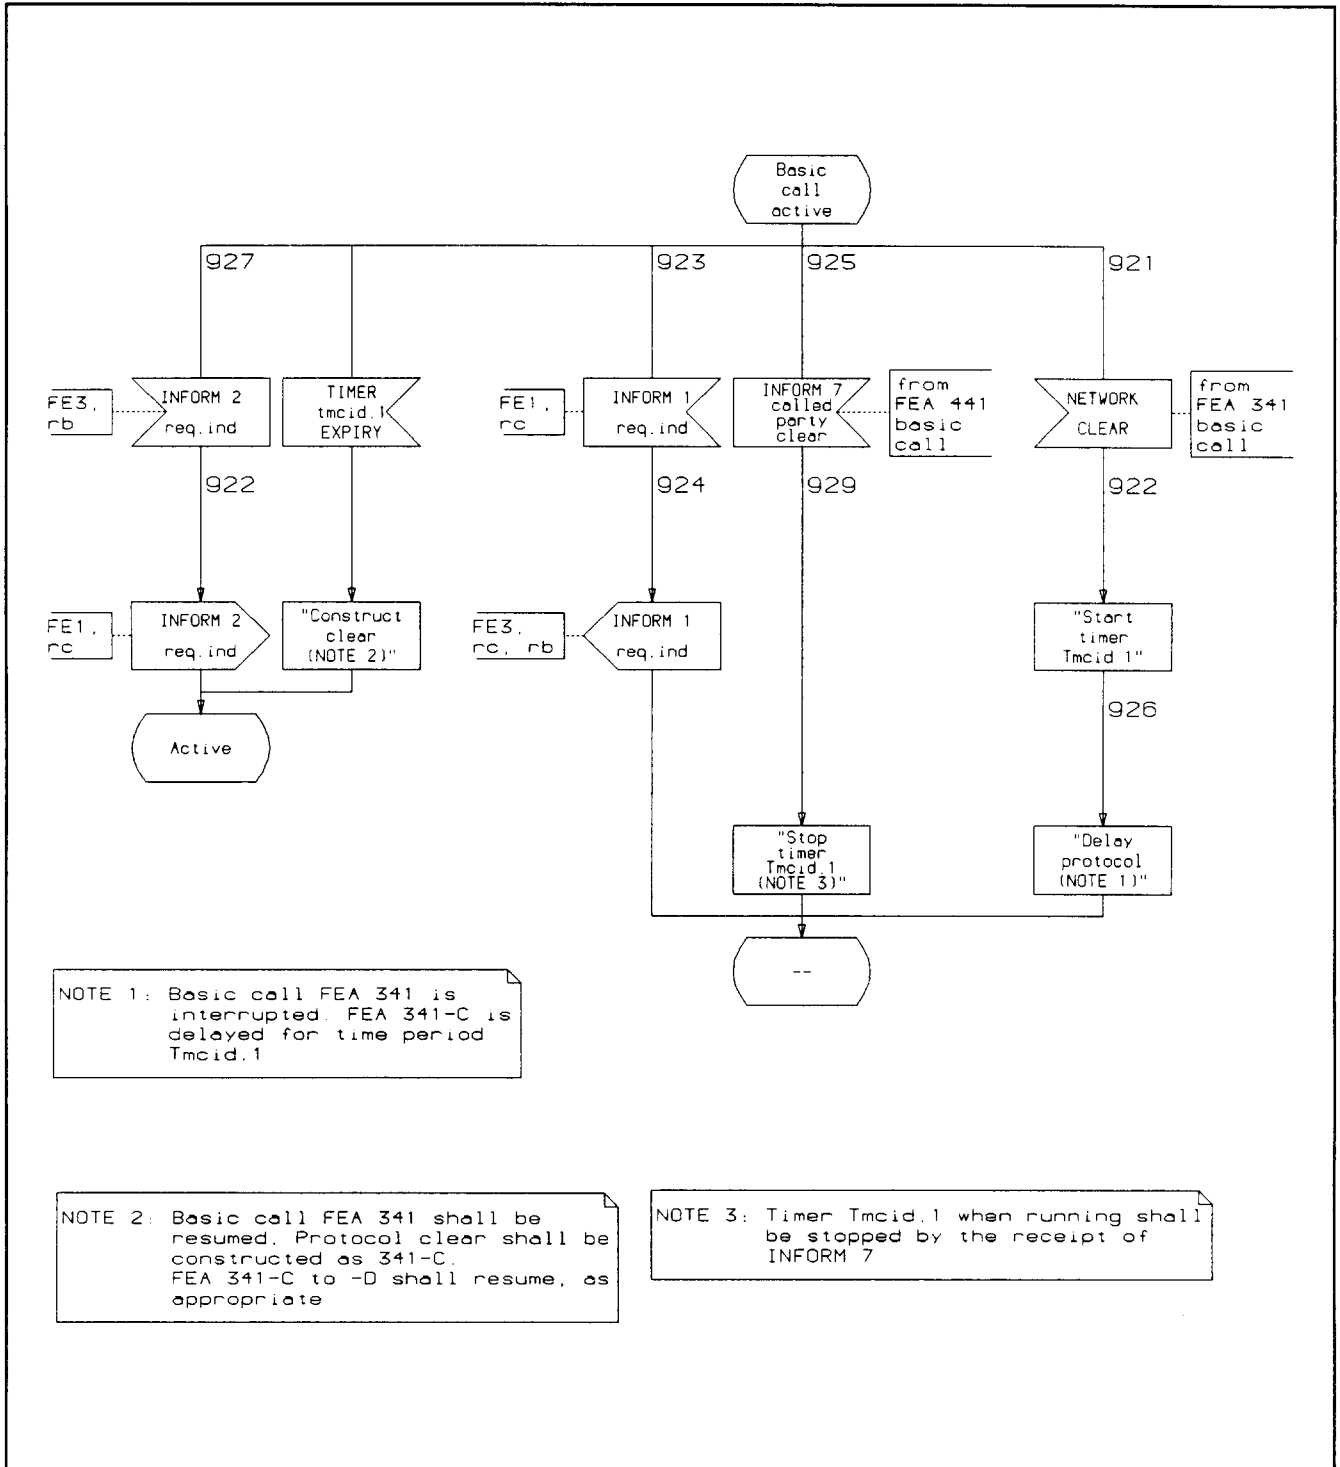 Basic
call
active
927
923
925
921
FE3,
rb
INFORM 2
req.ind
TIMER
tmcid.1
EXPIRY
FE1,
rc
INFORM 1
req.ind
INFORM 7
called
party
clear
from
FEA 441
basic
call
NETWORK
CLEAR
from
FEA 341
basic
call
922
924
929
922
FE1,
rc
INFORM 2
req.ind
"Construct
clear
(NOTE 2)"
FE3.
rc, rb
INFORM 1
req.ind
"Start
timer
Tmcid 1"
926
Active
"Stop
timer
Tmcid.1
(NOTE 3)"
"Delay
protocol
(NOTE 1)"
--
NOTE 1: Basic call FEA 341 is
interrupted. FEA 341-C is
delayed for time period
Tmcid.1
NOTE 2: Basic call FEA 341 shall be
resumed. Protocol clear shall be
constructed as 341-C.
FEA 341-C to -D shall resume, as
appropriate
NOTE 3: Timer Tmcid.1 when running shall
be stopped by the receipt of
INFORM 7